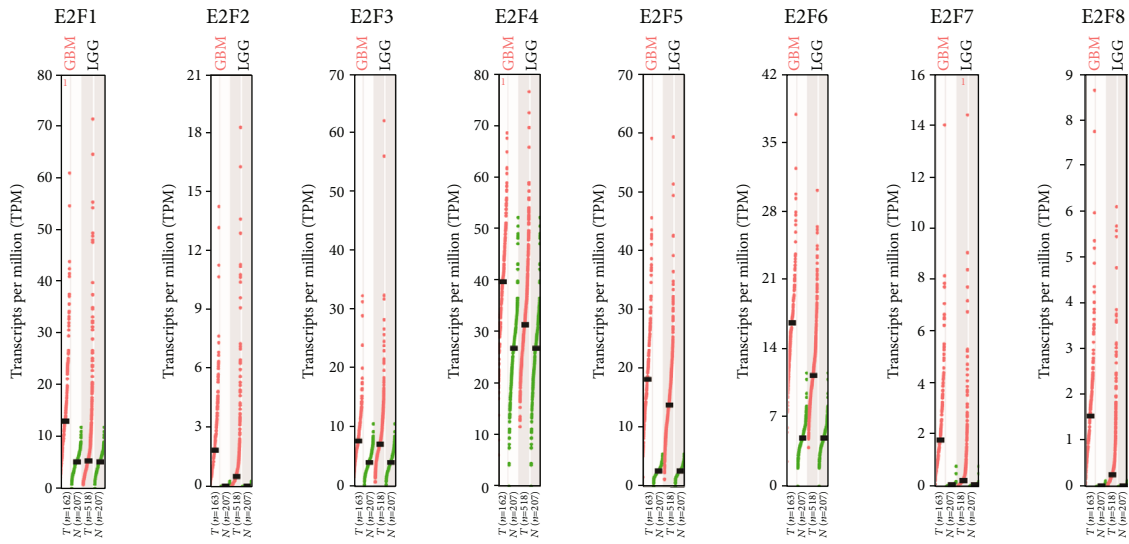 E2F1 E2F2 E2F3 E2F4 E2F5 E2F6 E2F7 E2F8
GBM LGG GBM LGG GBM LGG GBM LGG GBM LGG GBM LGG GBM LGG GBM LGG
Transcripts per million (TPM)
80
70
60
50
40
30
20
10
0
1
T (n=162)
N (n=207)
T (n=518)
N (n=207)
Transcripts per million (TPM)
21
18
15
12
9
6
3
0
T (n=163)
N (n=207)
T (n=518)
N (n=207)
Transcripts per million (TPM)
70
60
50
40
30
20
10
0
T (n=163)
N (n=207)
T (n=518)
N (n=207)
Transcripts per million (TPM)
80
70
60
50
40
30
20
10
0
1
T (n=162)
N (n=207)
T (n=518)
N (n=207)
Transcripts per million (TPM)
70
60
50
40
30
20
10
0
T (n=163)
N (n=207)
T (n=518)
N (n=207)
Transcripts per million (TPM)
42
35
28
21
14
7
0
T (n=163)
N (n=207)
T (n=518)
N (n=207)
Transcripts per million (TPM)
16
14
12
10
8
6
4
2
0
1
T (n=163)
N (n=207)
T (n=518)
N (n=207)
Transcripts per million (TPM)
9
8
7
6
5
4
3
2
1
0
T (n=163)
N (n=207)
T (n=518)
N (n=207)